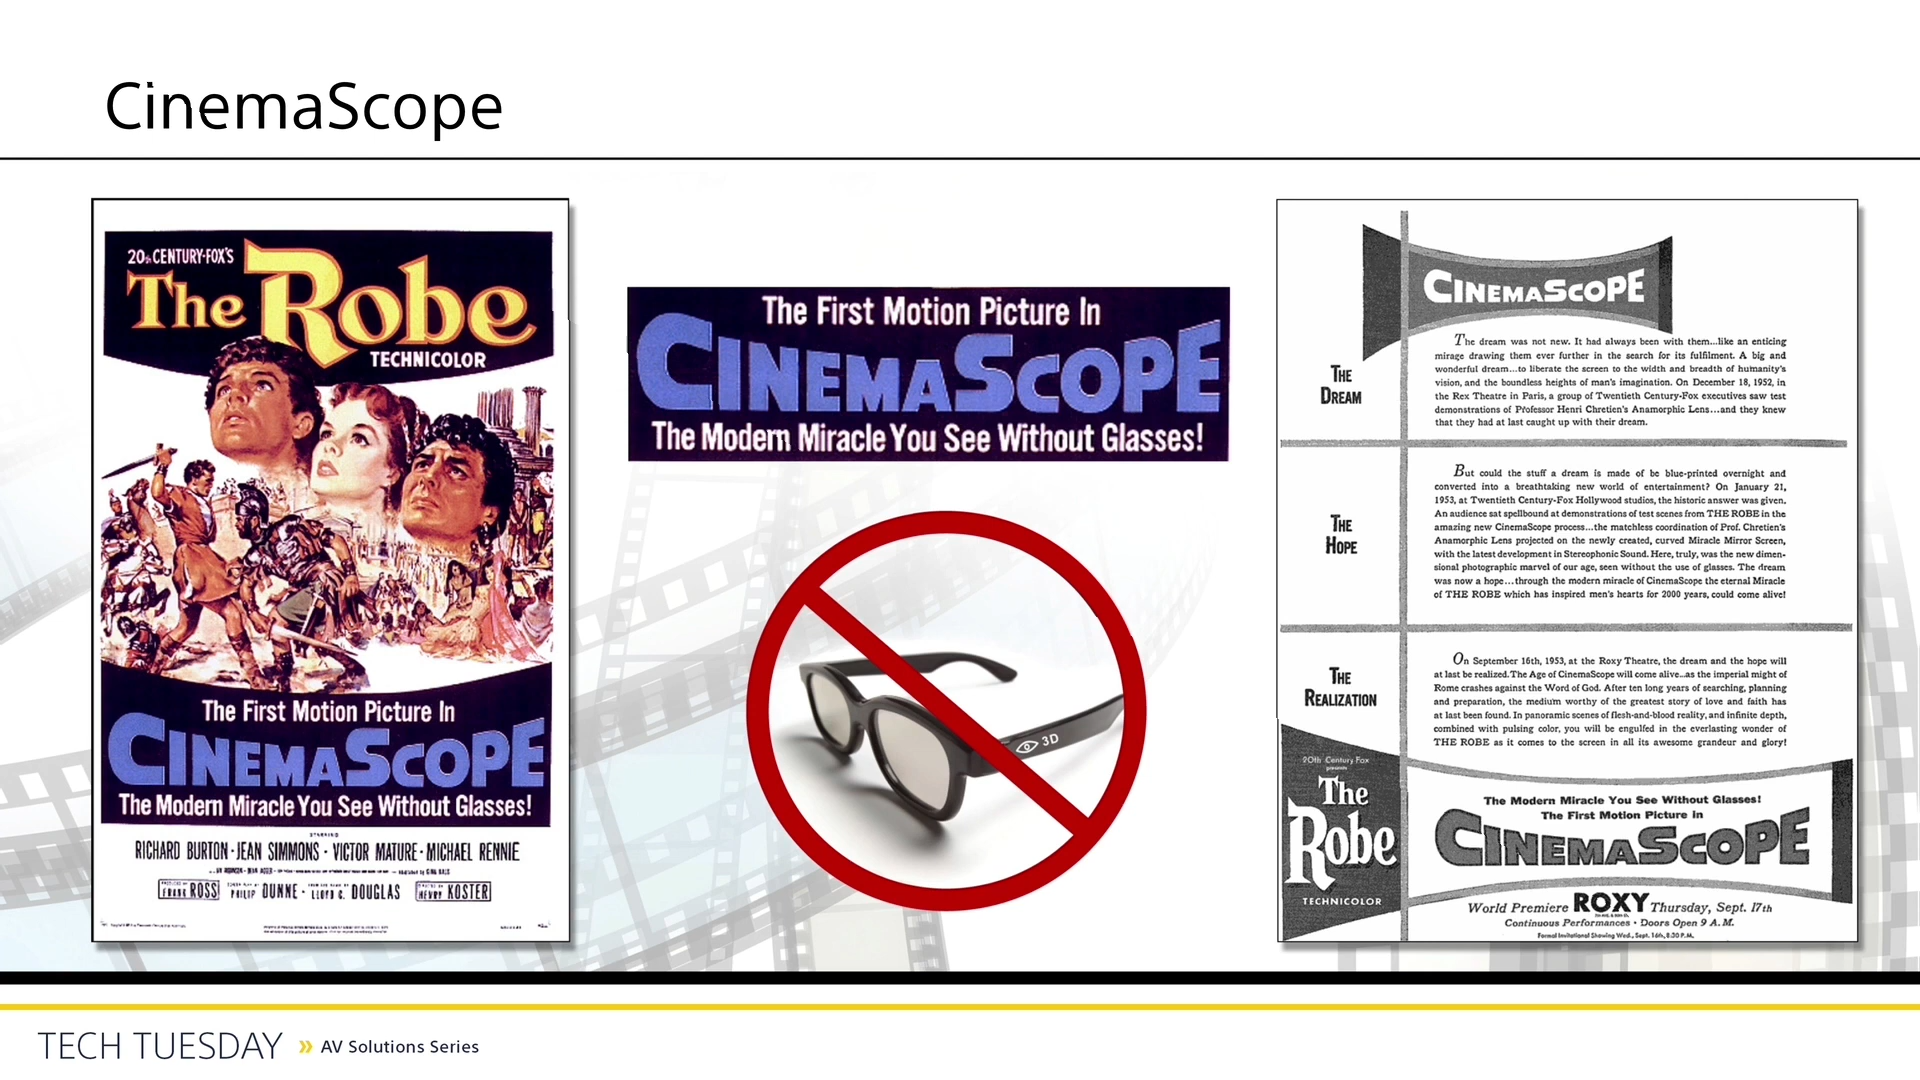 CinemaScope
20th CENTURY-FOX'S
The Robe
TECHNICOLOR
The First Motion Picture In
CINEMASCOPE
The Modern Miracle You See Without Glasses!
STARRING
RICHARD BURTON · JEAN SIMMONS · VICTOR MATURE · MICHAEL RENNIE
FRANK ROSS
PHILIP DUNNE · LLOYD C. DOUGLAS
HENRY KOSTER
The First Motion Picture In
CINEMASCOPE
The Modern Miracle You See Without Glasses!
3D
CINEMASCOPE
THE
DREAM
The dream was not new. It had always been with them...like an enticing
mirage drawing them ever further in the search for its fulfilment. A big and
wonderful dream...to liberate the screen to the width and breadth of humanity's
vision, and the boundless heights of man's imagination. On December 18, 1952, in
the Rex Theatre in Paris, a group of Twentieth Century-Fox executives saw test
demonstrations of Professor Henri Chretien's Anamorphic Lens...and they knew
that they had at last caught up with their dream.
THE
HOPE
But could the stuff a dream is made of be blue-printed overnight and
converted into a breathtaking new world of entertainment? On January 21,
1953, at Twentieth Century-Fox Hollywood studios, the historic answer was given.
An audience sat spellbound at demonstrations of test scenes from THE ROBE in the
amazing new CinemaScope process...the matchless coordination of Prof. Chretien's
Anamorphic Lens projected on the newly created, curved Miracle Mirror Screen,
with the latest development in Stereophonic Sound. Here, truly, was the new dimen-
sional photographic marvel of our age, seen without the use of glasses. The dream
was now a hope...through the modern miracle of CinemaScope the eternal Miracle
of THE ROBE which has inspired men's hearts for 2000 years, could come alive!
THE
REALIZATION
On September 16th, 1953, at the Roxy Theatre, the dream and the hope will
at last be realized. The Age of CinemaScope will come alive...as the imperial might of
Rome crashes against the Word of God. After ten long years of searching, planning
and preparation, the medium worthy of the greatest story of love and faith has
at last been found. In panoramic scenes of flesh-and-blood reality, and infinite depth,
combined with pulsing color, you will be engulfed in the everlasting wonder of
THE ROBE as it comes to the screen in all its awesome grandeur and glory!
20th Century Fox
presents
The
Robe
TECHNICOLOR
The Modern Miracle You See Without Glasses!
The First Motion Picture In
CINEMASCOPE
World Premiere ROXY Thursday, Sept. 17th
Continuous Performances · Doors Open 9 A.M.
Formal Invitational Showing Wed., Sept. 16th, 8:30 P.M.
TECH TUESDAY » AV Solutions Series